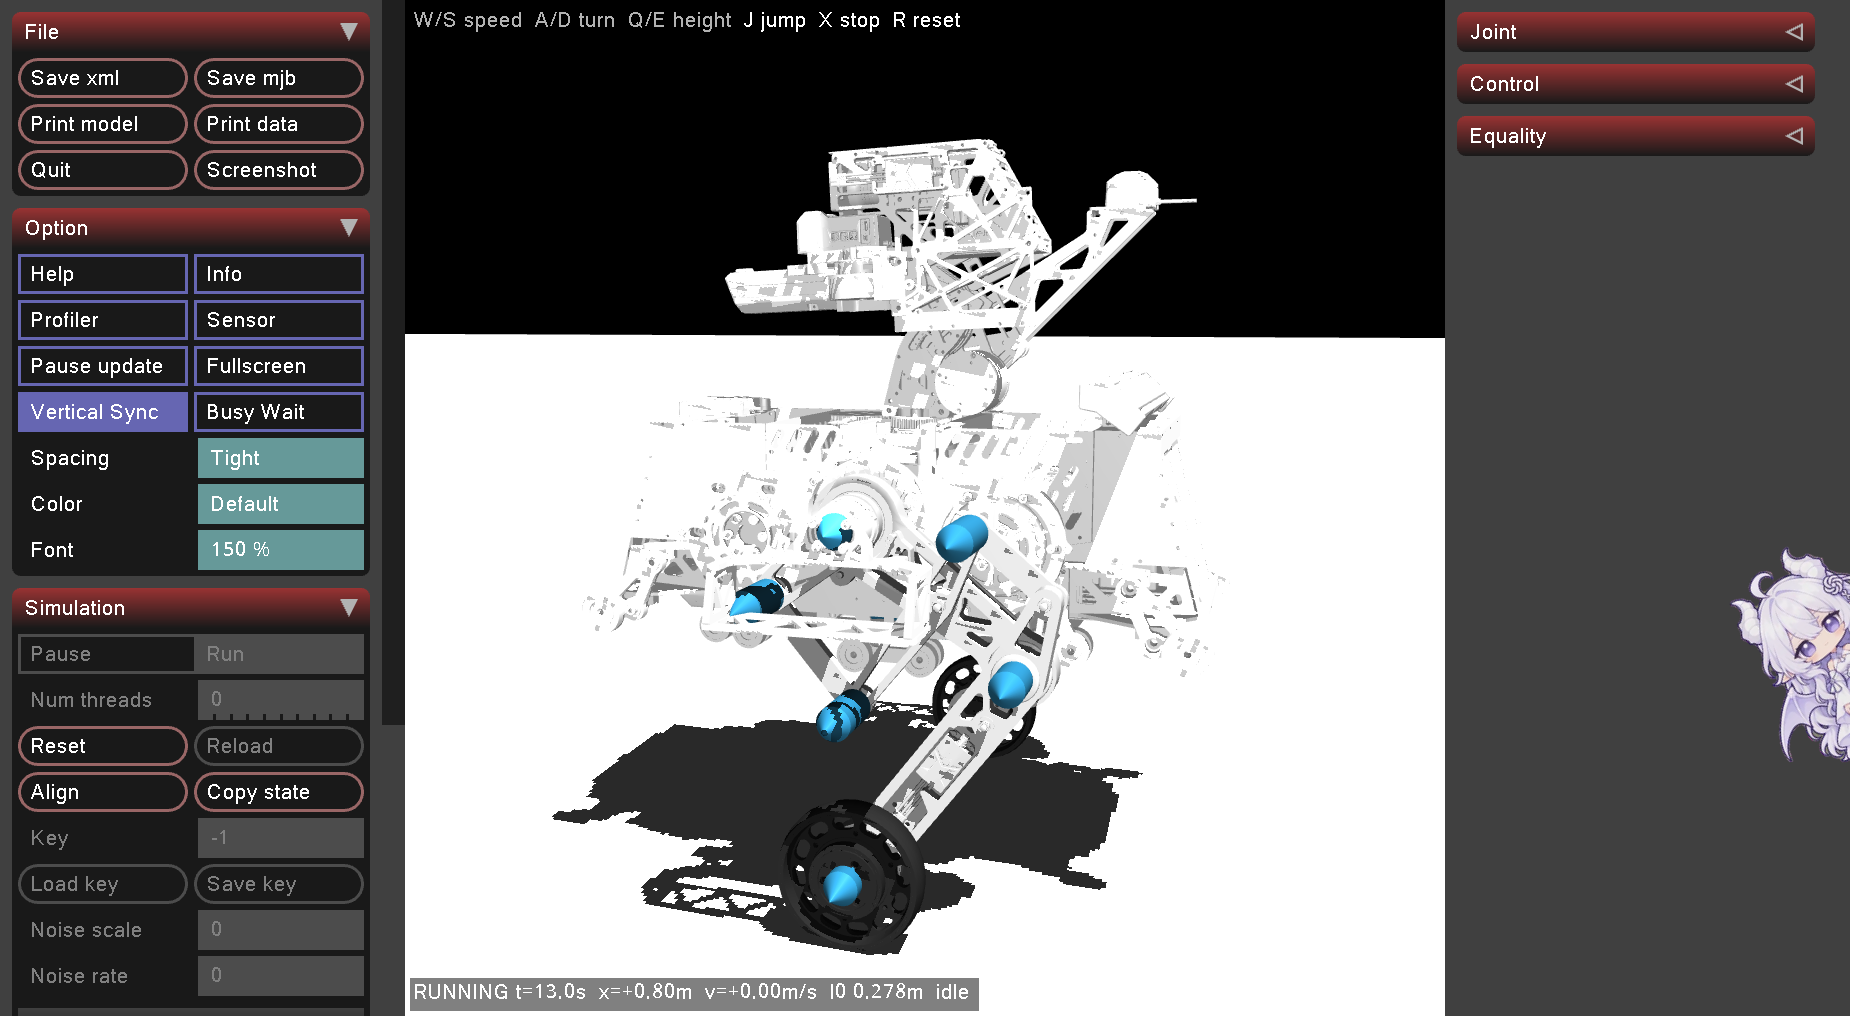 File
Save xml
Save mjb
Print model
Print data
Quit
Screenshot
Option
Help
Info
Profiler
Sensor
Pause update
Fullscreen
Vertical Sync
Busy Wait
Spacing
Tight
Color
Default
Font
150 %
Simulation
Pause
Run
Num threads
0
Reset
Reload
Align
Copy state
Key
-1
Load key
Save key
Noise scale
0
Noise rate
0
W/S speed A/D turn Q/E height J jump X stop R reset
RUNNING t=13.0s x=+0.80m v=+0.00m/s l0 0.278m idle
Joint
Control
Equality